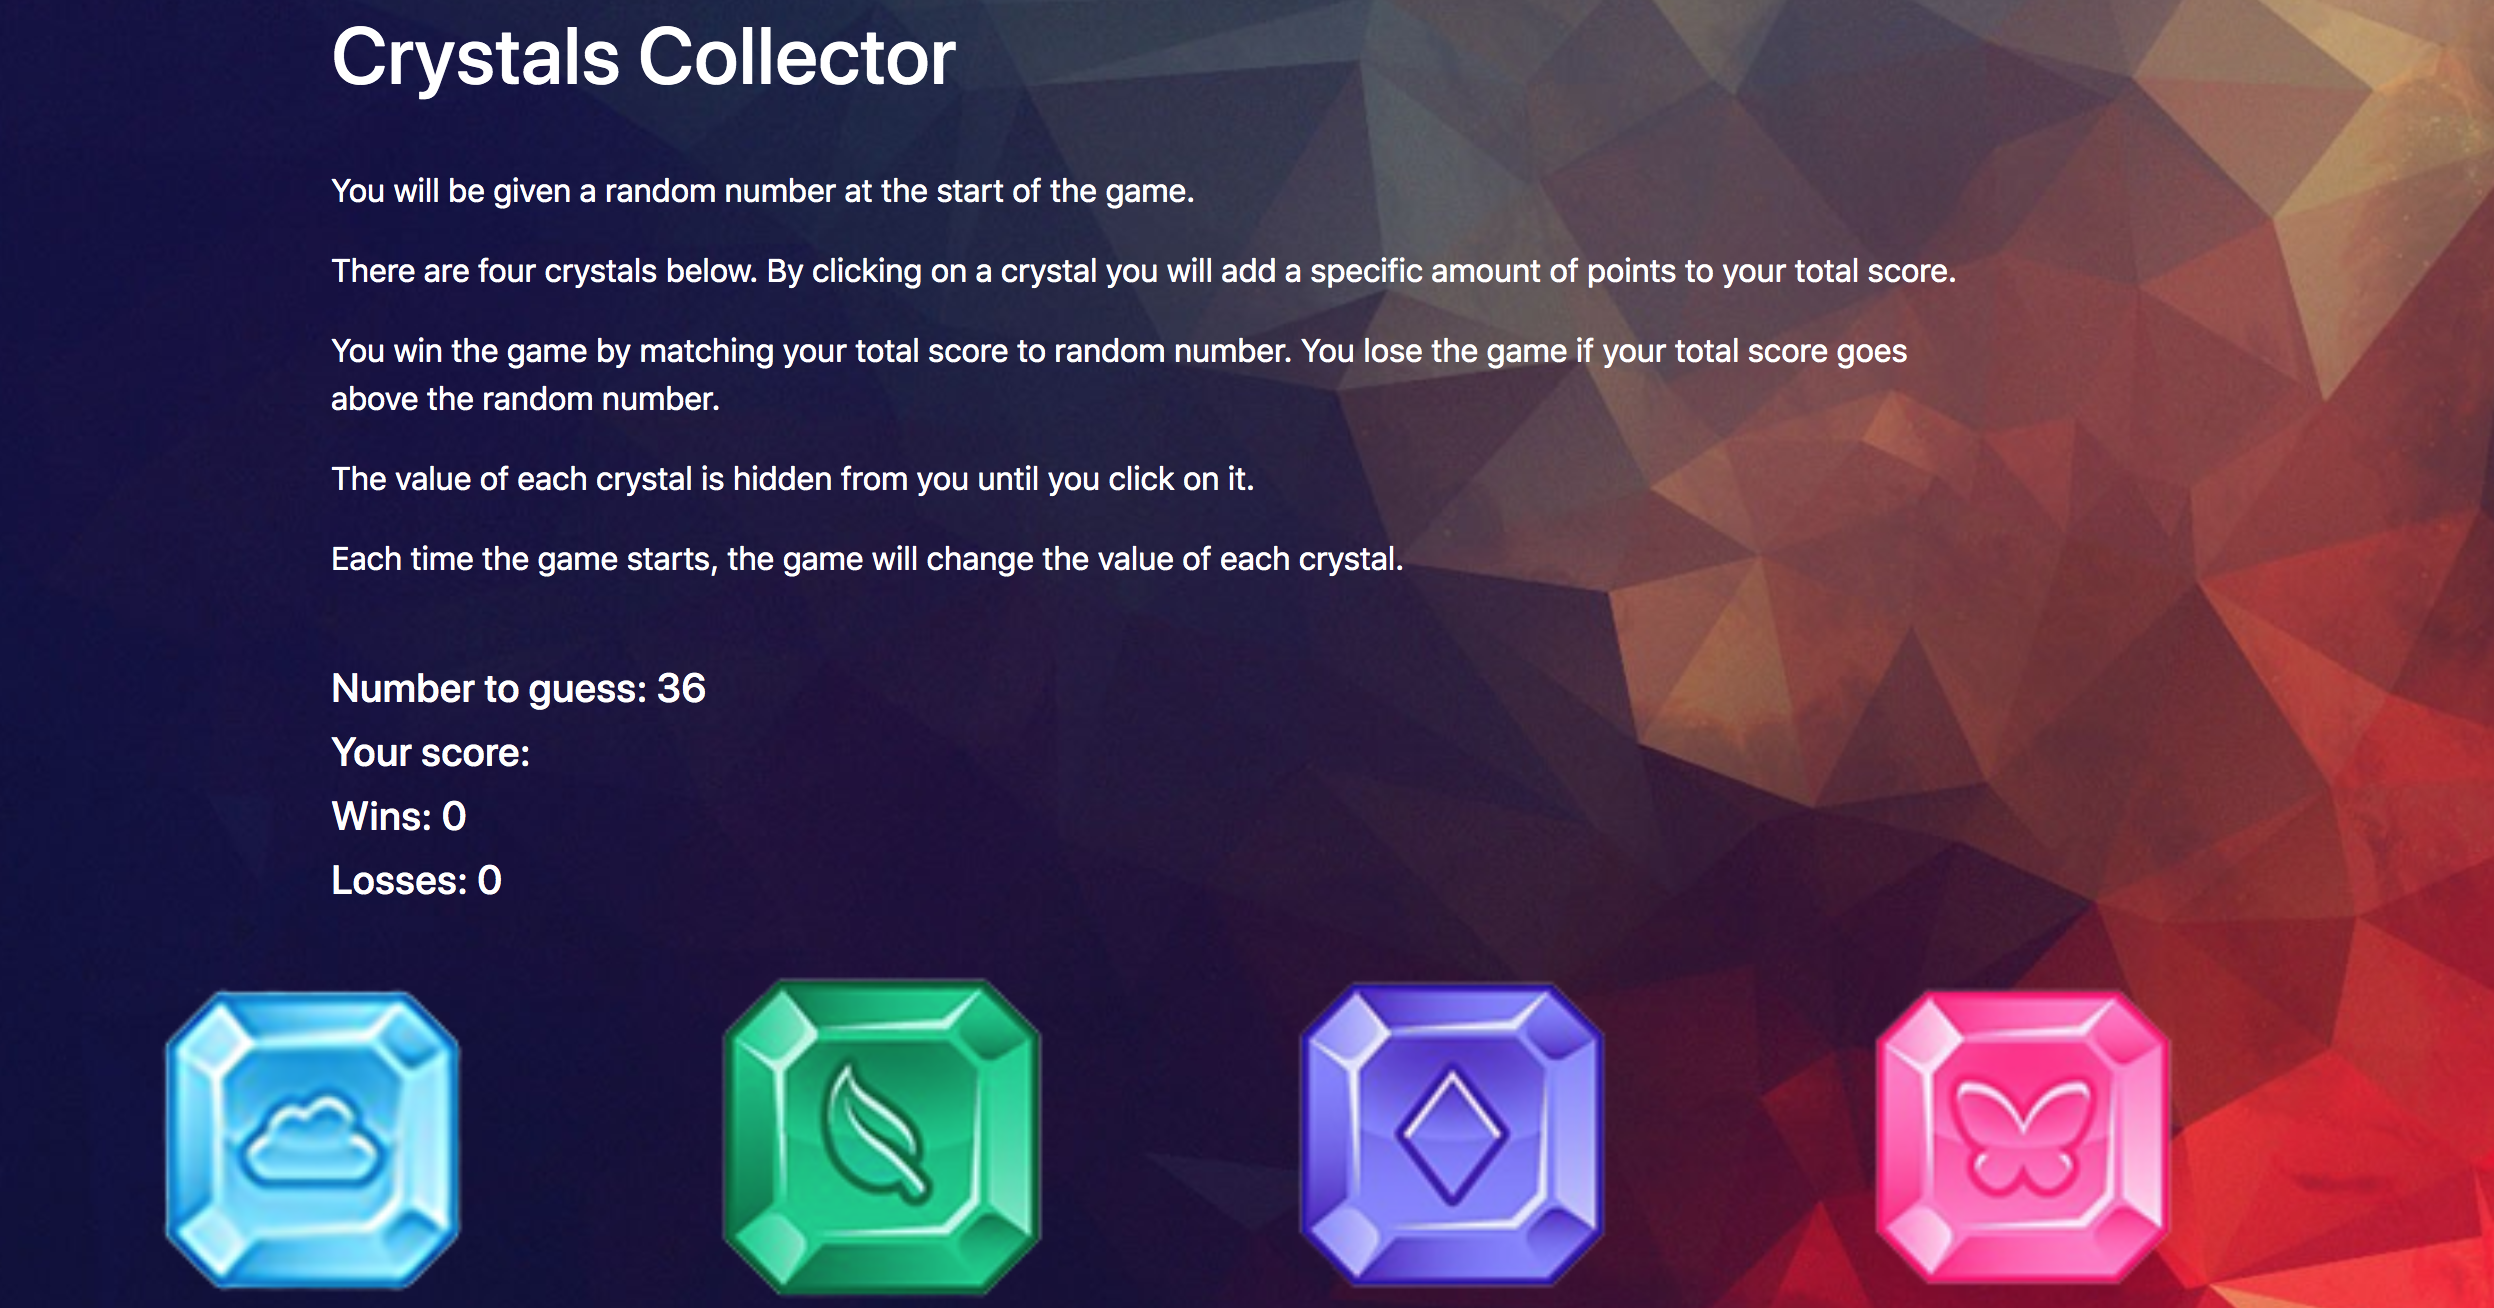 Crystals Collector
You will be given a random number at the start of the game.
There are four crystals below. By clicking on a crystal you will add a specific amount of points to your total score.
You win the game by matching your total score to random number. You lose the game if your total score goes
above the random number.
The value of each crystal is hidden from you until you click on it.
Each time the game starts, the game will change the value of each crystal.
Number to guess: 36
Your score:
Wins: 0
Losses: 0